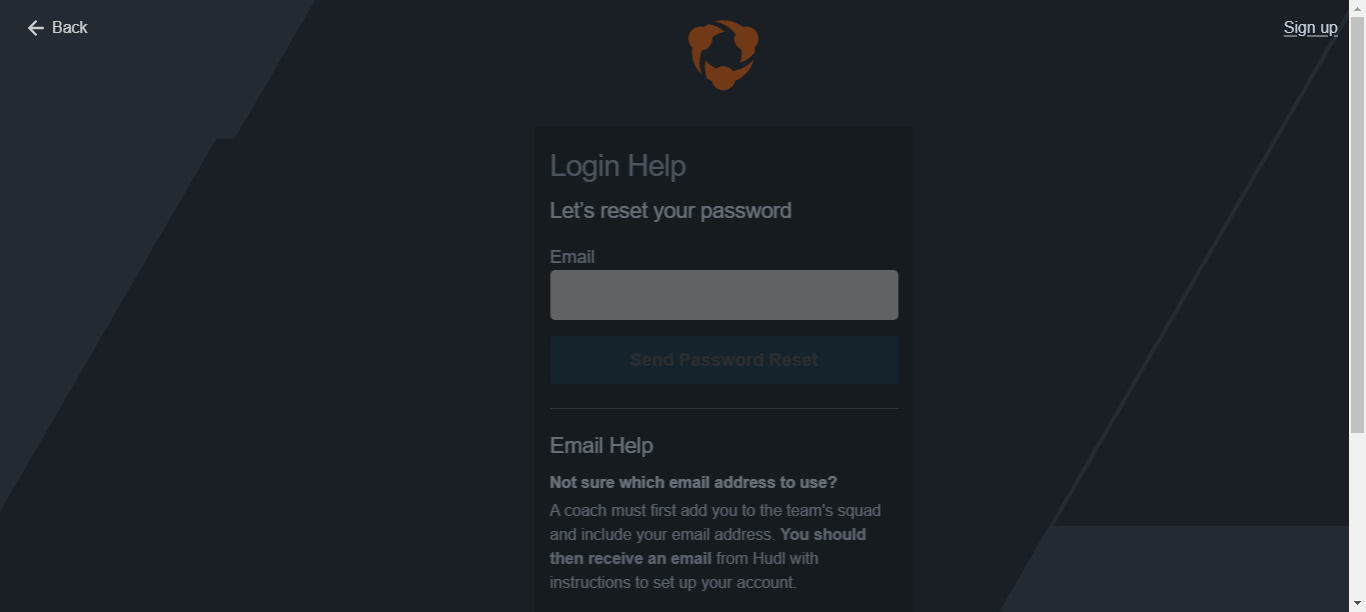 Back
Sign up
Login Help
Let's reset your password
Email
Send Password Reset
Email Help
Not sure which email address to use?
A coach must first add you to the team's squad
and include your email address. You should
then receive an email from Hudl with
instructions to set up your account.